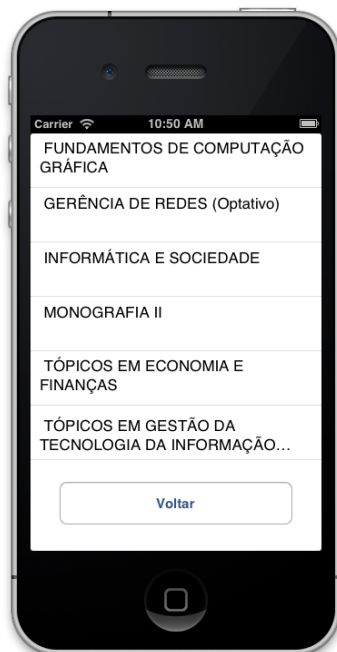 Carrier 10:50 AM
FUNDAMENTOS DE COMPUTAÇÃO
GRÁFICA
GERÊNCIA DE REDES (Optativo)
INFORMÁTICA E SOCIEDADE
MONOGRAFIA II
TÓPICOS EM ECONOMIA E
FINANÇAS
TÓPICOS EM GESTÃO DA
TECNOLOGIA DA INFORMAÇÃO...
Voltar